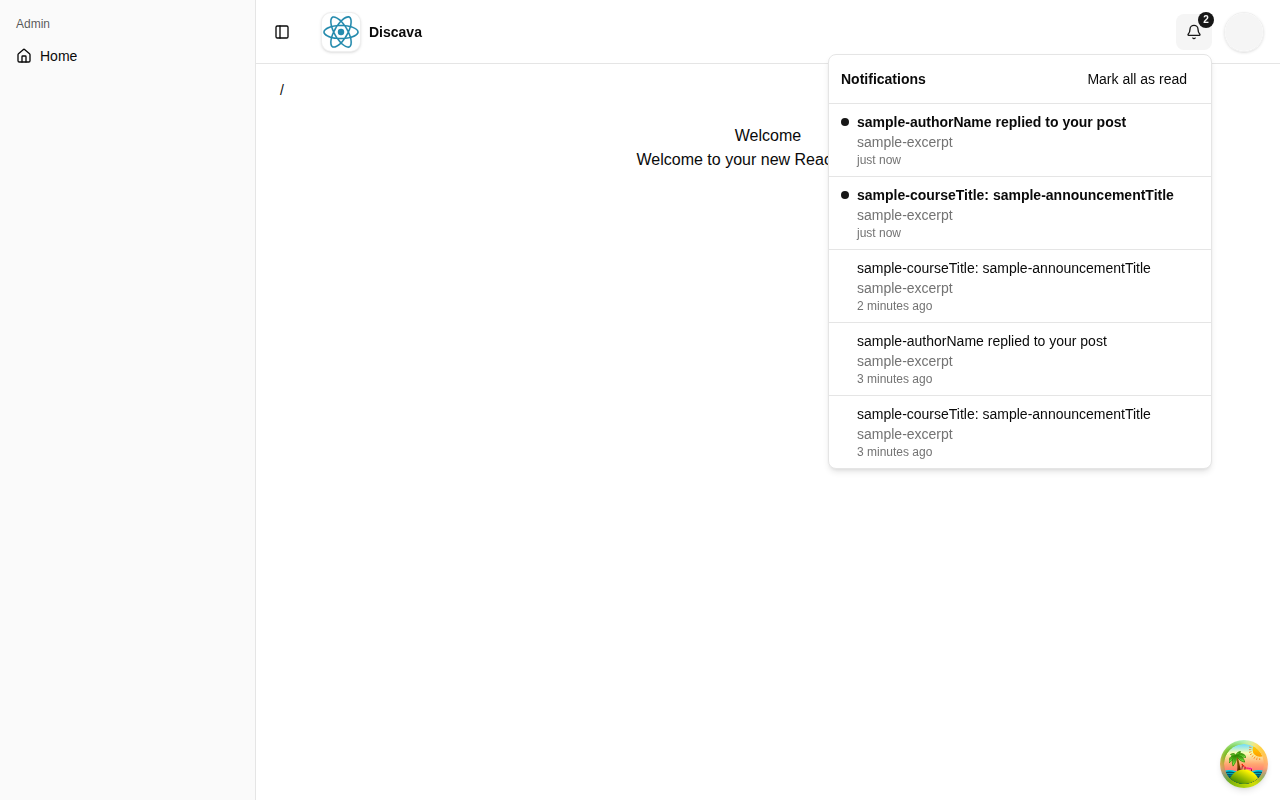 Admin
Home
Discava
2
/
Welcome
Welcome to your new Reac
Notifications
Mark all as read
sample-authorName replied to your post
sample-excerpt
just now
sample-courseTitle: sample-announcementTitle
sample-excerpt
just now
sample-courseTitle: sample-announcementTitle
sample-excerpt
2 minutes ago
sample-authorName replied to your post
sample-excerpt
3 minutes ago
sample-courseTitle: sample-announcementTitle
sample-excerpt
3 minutes ago